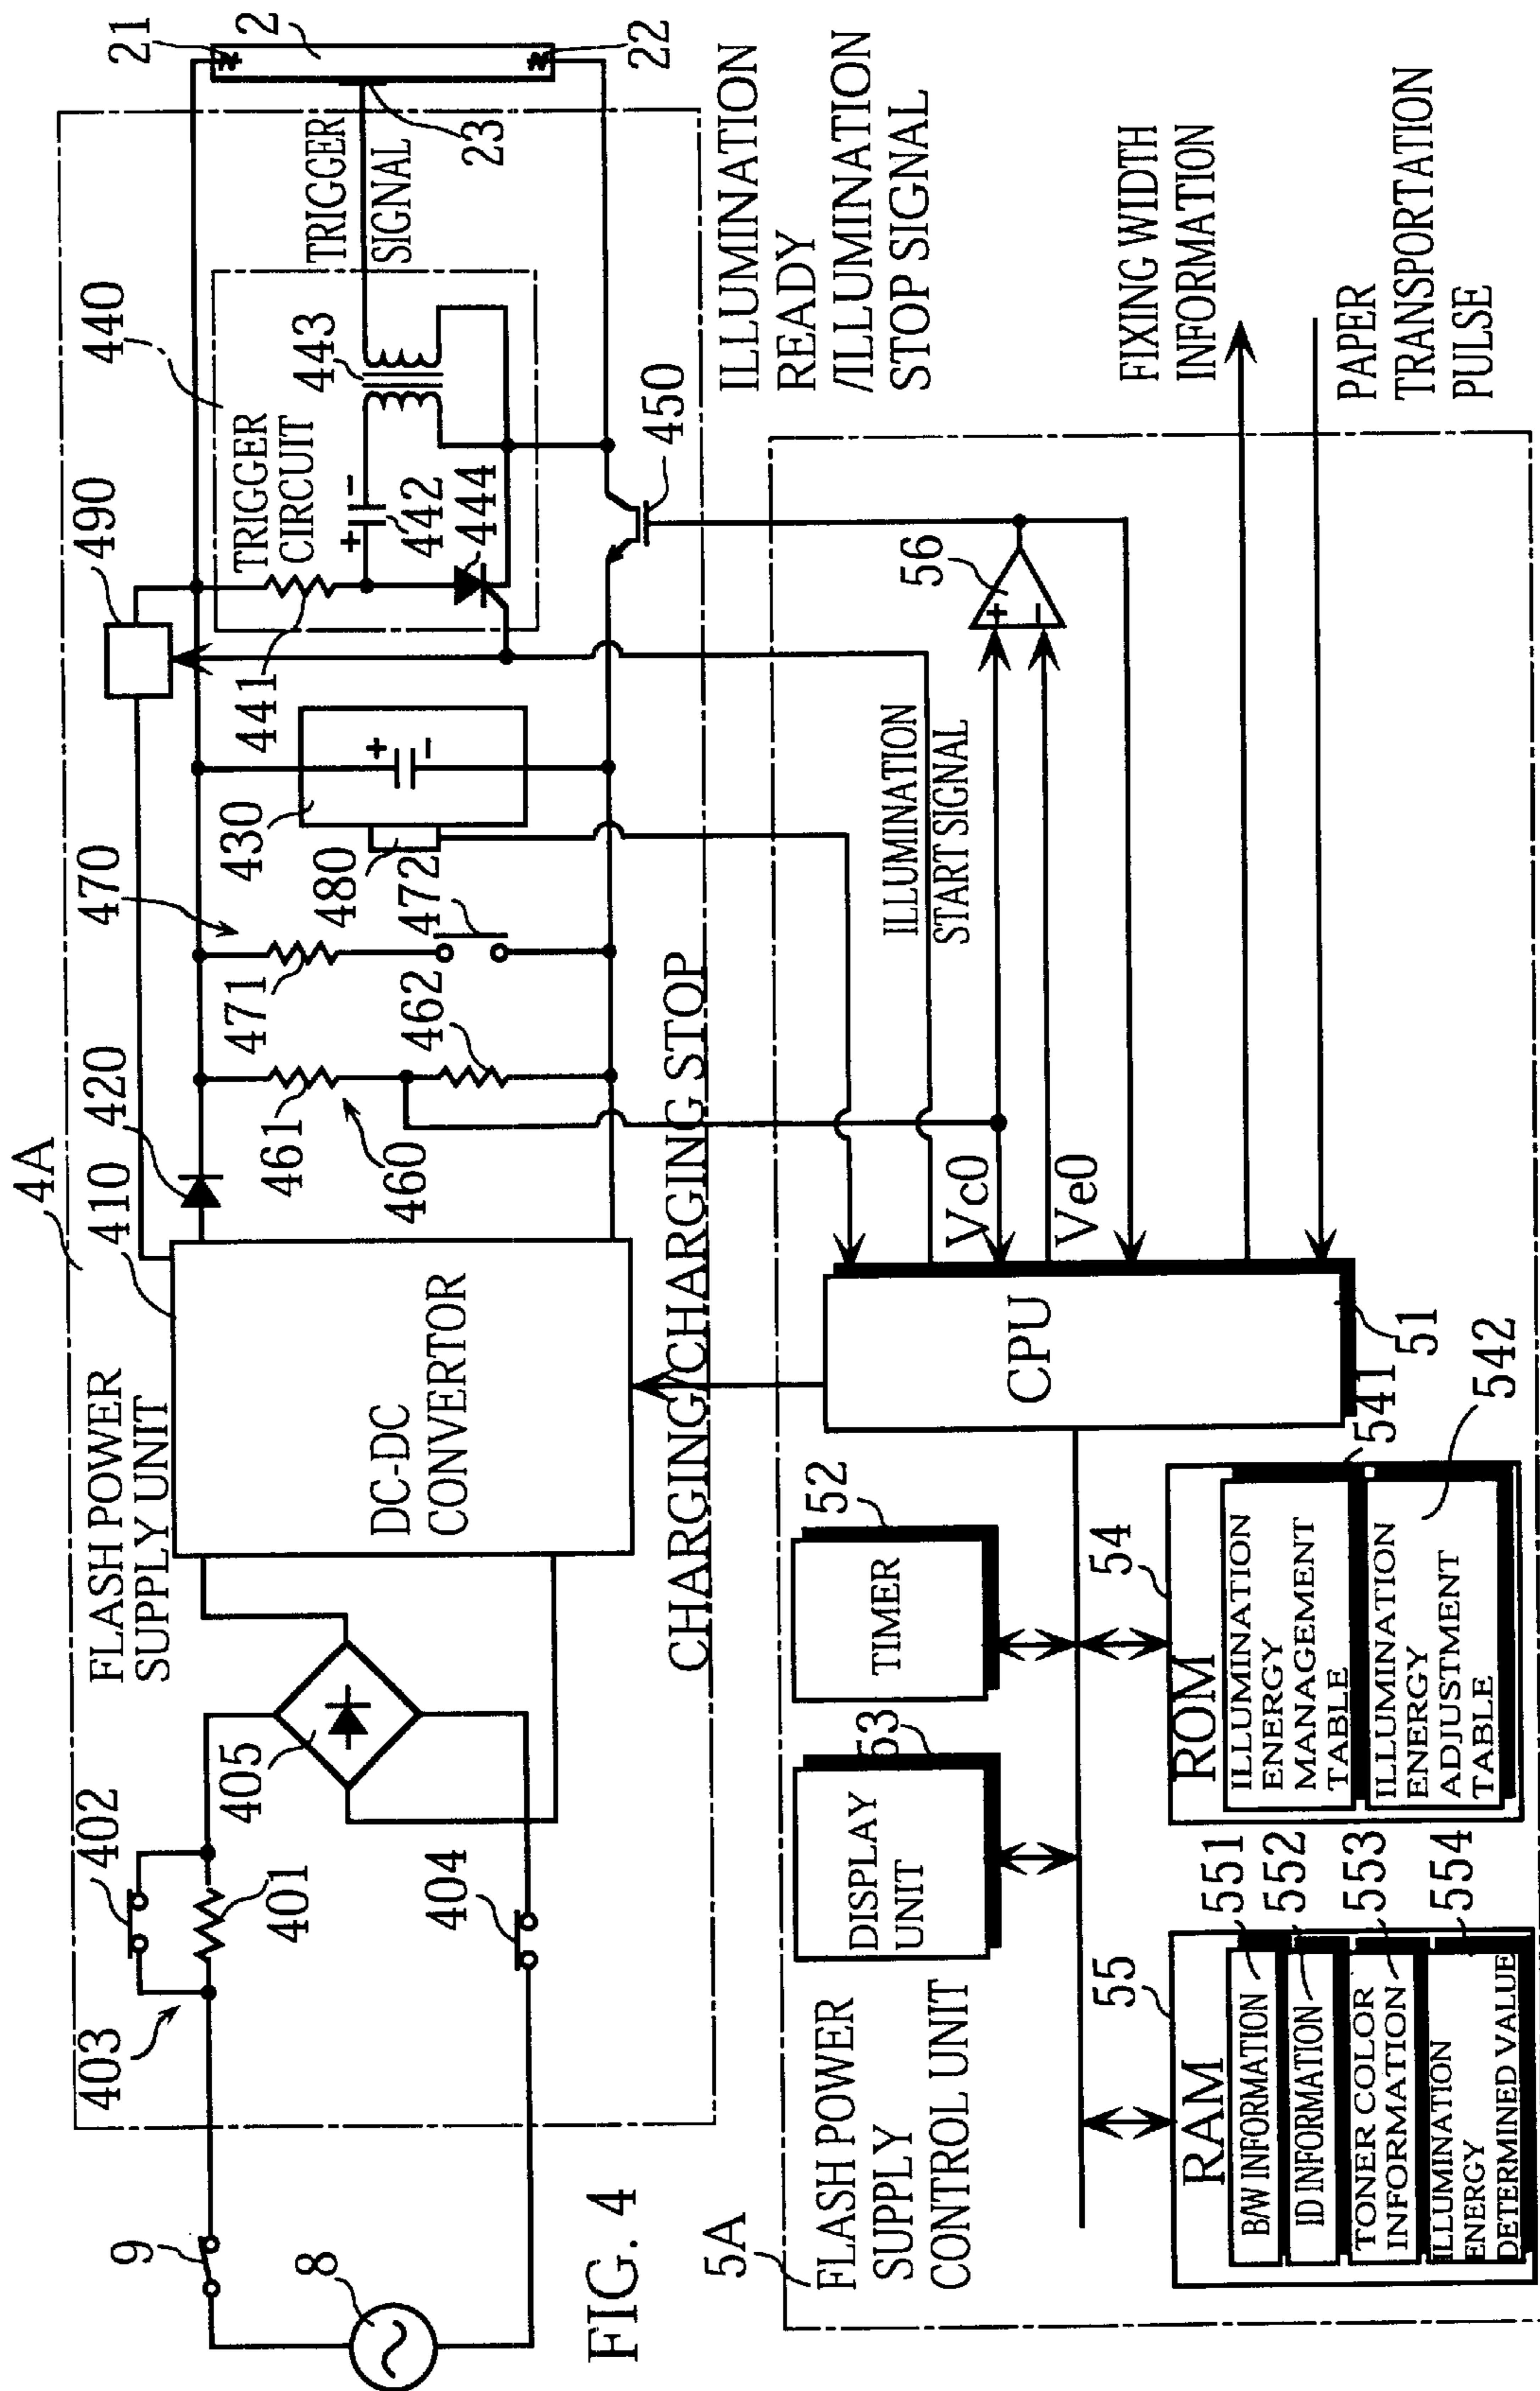 FIG. 4
4A
FLASH POWER
SUPPLY UNIT
8
9
403
402
401
404
405
410
DC-DC
CONVERTOR
420
461
460
462
470
471
472
480
430
490
441
TRIGGER
CIRCUIT
440
+
-
442
443
444
450
+
-
TRIGGER
SIGNAL
21
2
22
23
CHARGING/CHARGING STOP
ILLUMINATION
READY
/ILLUMINATION
STOP SIGNAL
5A
FLASH POWER
SUPPLY
CONTROL UNIT
DISPLAY
UNIT
53
TIMER
52
CPU
51
Vc0
Ve0
ILLUMINATION
START SIGNAL
56
+
-
FIXING WIDTH
INFORMATION
PAPER
TRANSPORTATION
PULSE
RAM
55
B/W INFORMATION
551
ID INFORMATION
552
TONER COLOR
INFORMATION
553
ILLUMINATION
ENERGY
DETERMINED VALUE
554
ROM
54
ILLUMINATION
ENERGY
MANAGEMENT
TABLE
541
ILLUMINATION
ENERGY
ADJUSTMENT
TABLE
542